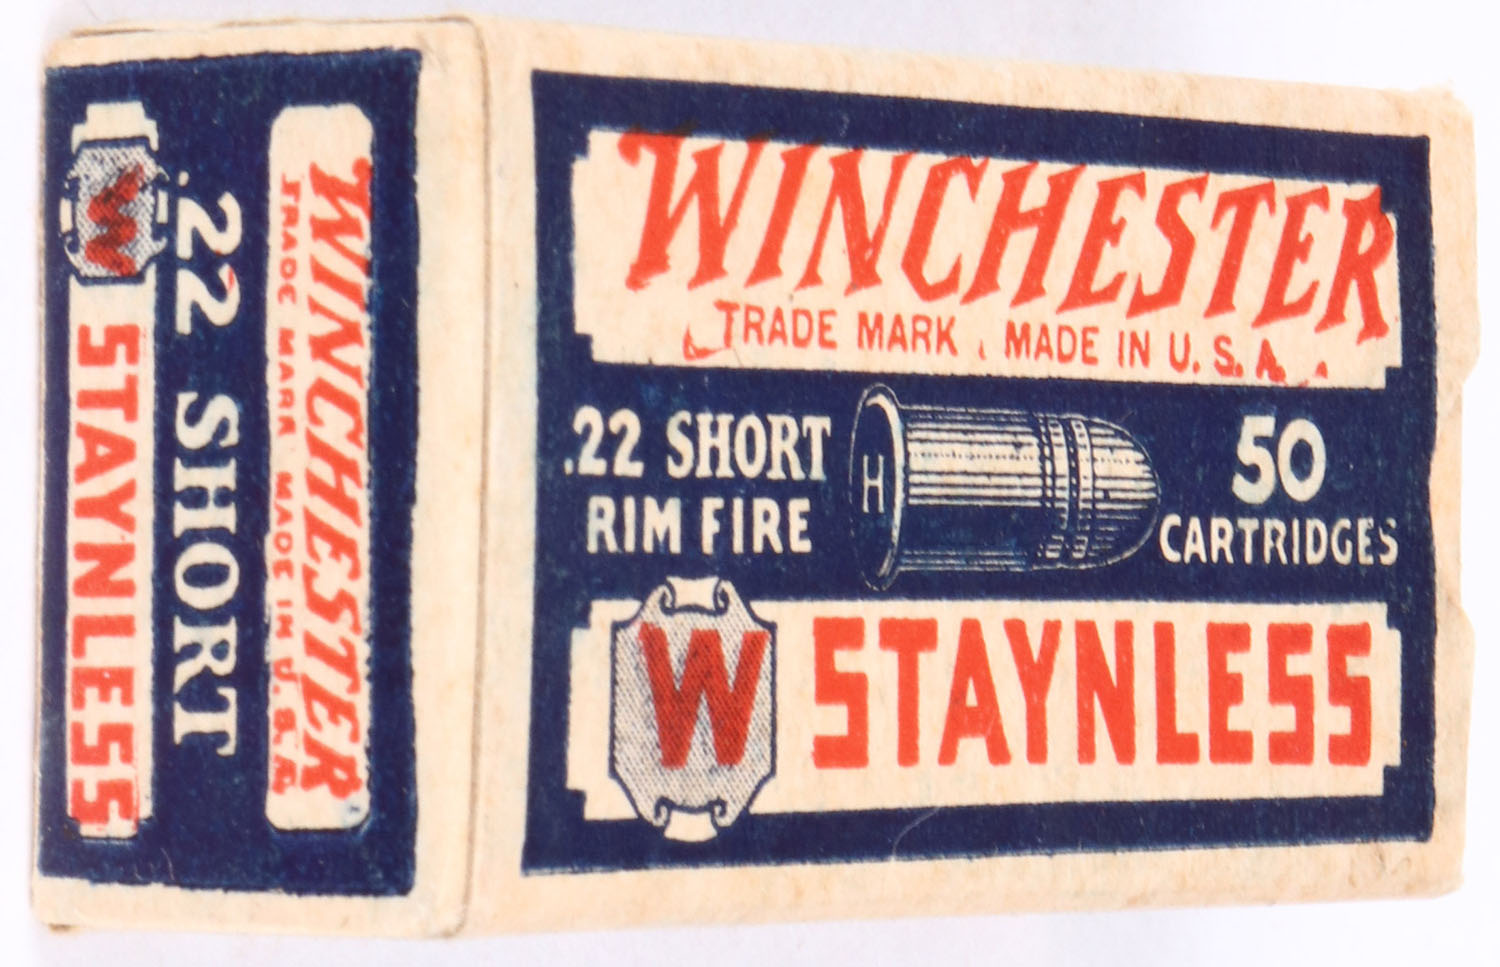 WINCHESTER
TRADE MARK . MADE IN U. S. A.
.22 SHORT
RIM FIRE
H
50
CARTRIDGES
W STAYNLESS
WINCHESTER
TRADE MARK . MADE IN U.S.A.
.22 SHORT
W STAYNLESS